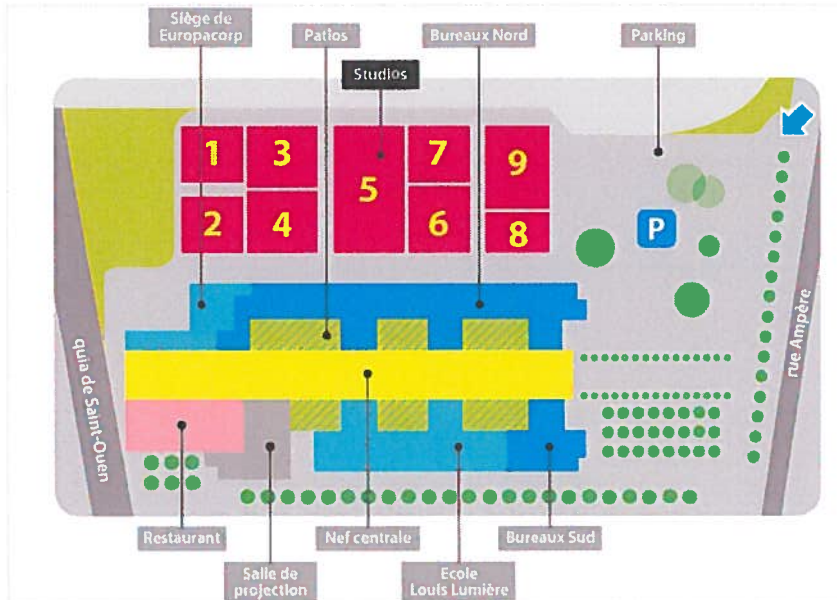 Siège de
Europacorp
Patios
Bureaux Nord
Parking
Studios
1
3
5
7
9
2
4
6
8
P
quia de Saint-Ouen
rue Ampère
Restaurant
Nef centrale
Bureaux Sud
Salle de
projection
Ecole
Louis Lumière